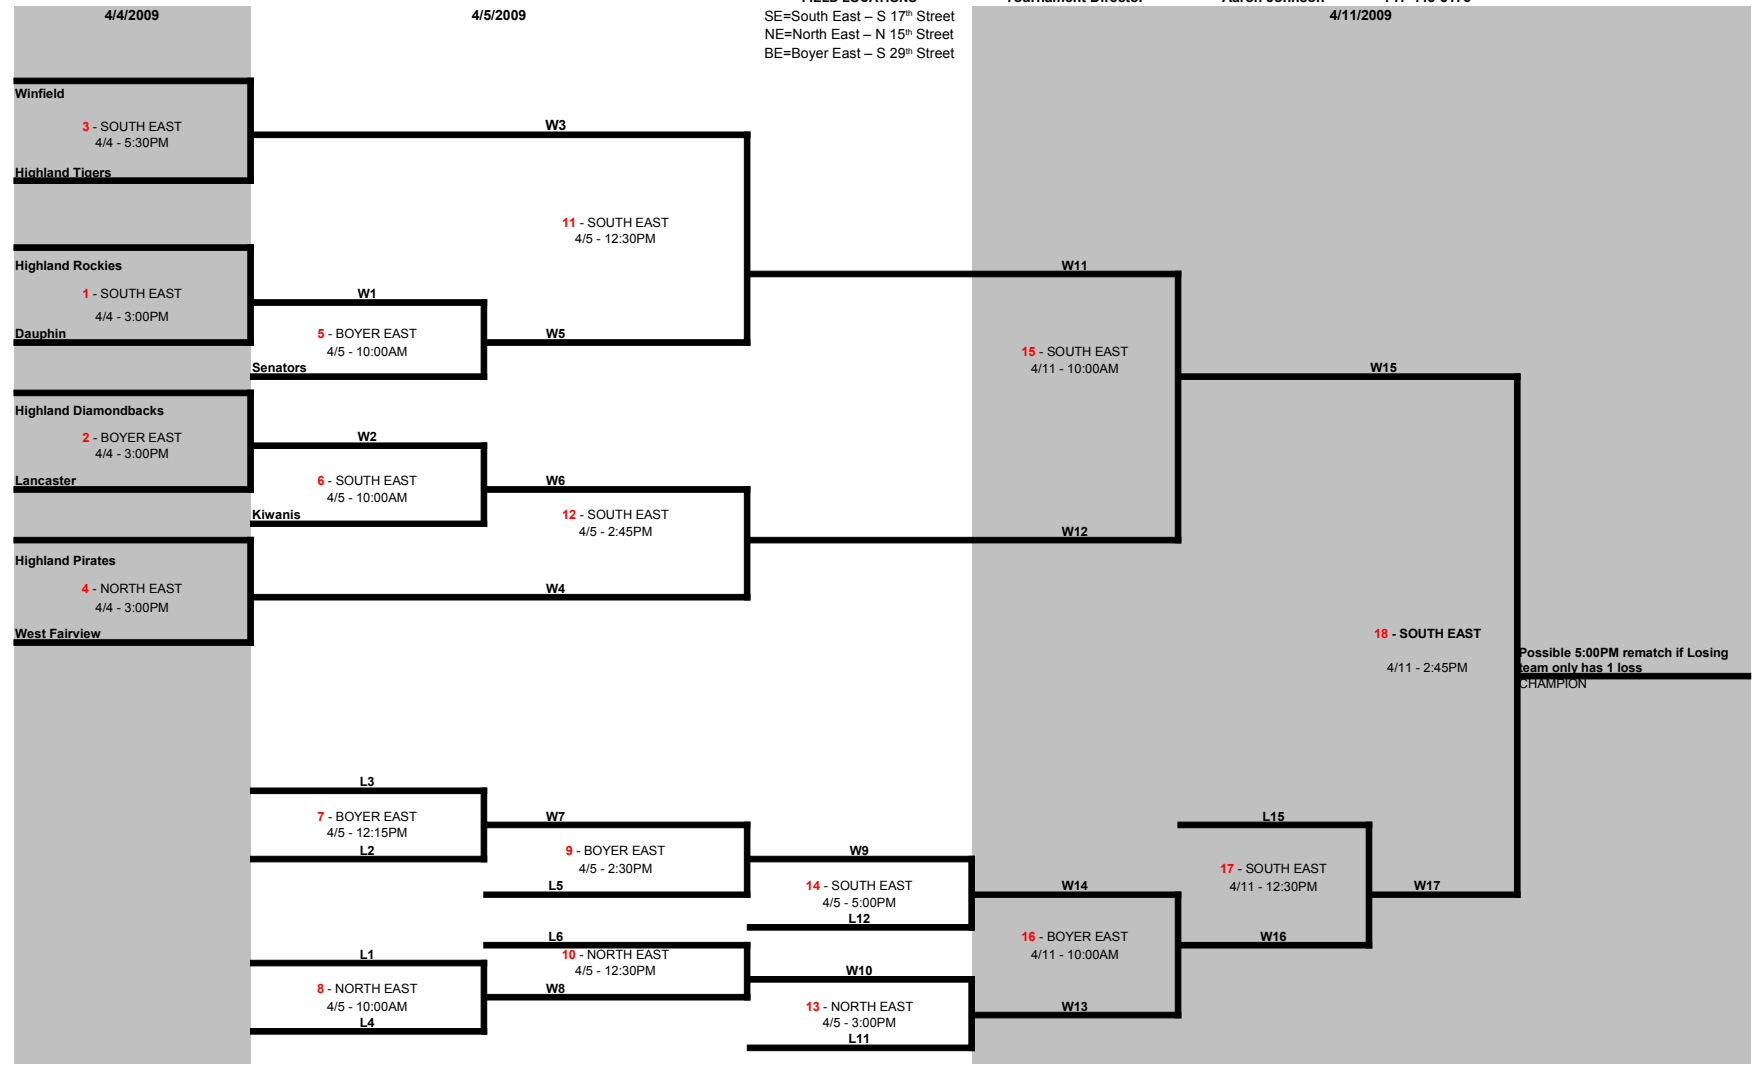 4/4/2009
4/5/2009
SE=South East – S 17th Street
4/11/2009
NE=North East – N 15th Street
BE=Boyer East – S 29th Street
Winfield
3 - SOUTH EAST
4/4 - 5:30PM
Highland Tigers
W3
11 - SOUTH EAST
4/5 - 12:30PM
Highland Rockies
1 - SOUTH EAST
4/4 - 3:00PM
Dauphin
W1
5 - BOYER EAST
4/5 - 10:00AM
Senators
W5
W11
15 - SOUTH EAST
4/11 - 10:00AM
W15
Highland Diamondbacks
2 - BOYER EAST
4/4 - 3:00PM
Lancaster
W2
6 - SOUTH EAST
4/5 - 10:00AM
Kiwanis
W6
12 - SOUTH EAST
4/5 - 2:45PM
W12
Highland Pirates
4 - NORTH EAST
4/4 - 3:00PM
West Fairview
W4
18 - SOUTH EAST
4/11 - 2:45PM
Possible 5:00PM rematch if Losing
team only has 1 loss
CHAMPION
L3
7 - BOYER EAST
4/5 - 12:15PM
L2
W7
9 - BOYER EAST
4/5 - 2:30PM
L5
W9
14 - SOUTH EAST
4/5 - 5:00PM
L12
L15
17 - SOUTH EAST
4/11 - 12:30PM
W14
W17
16 - BOYER EAST
4/11 - 10:00AM
W16
L6
10 - NORTH EAST
4/5 - 12:30PM
L1
8 - NORTH EAST
4/5 - 10:00AM
L4
W8
W10
13 - NORTH EAST
4/5 - 3:00PM
L11
W13